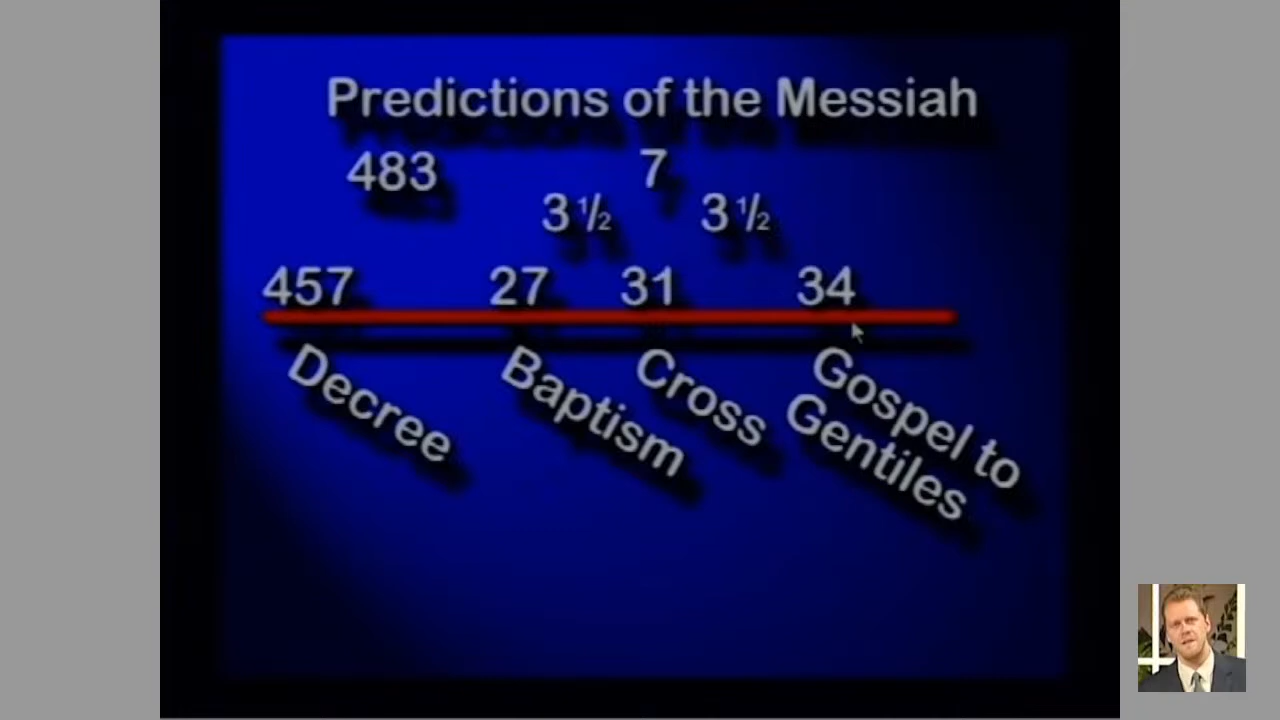 Predictions of the Messiah
483
7
3 ½
3 ½
457
27
31
34
Decree
Baptism
Cross
Gospel to
Gentiles